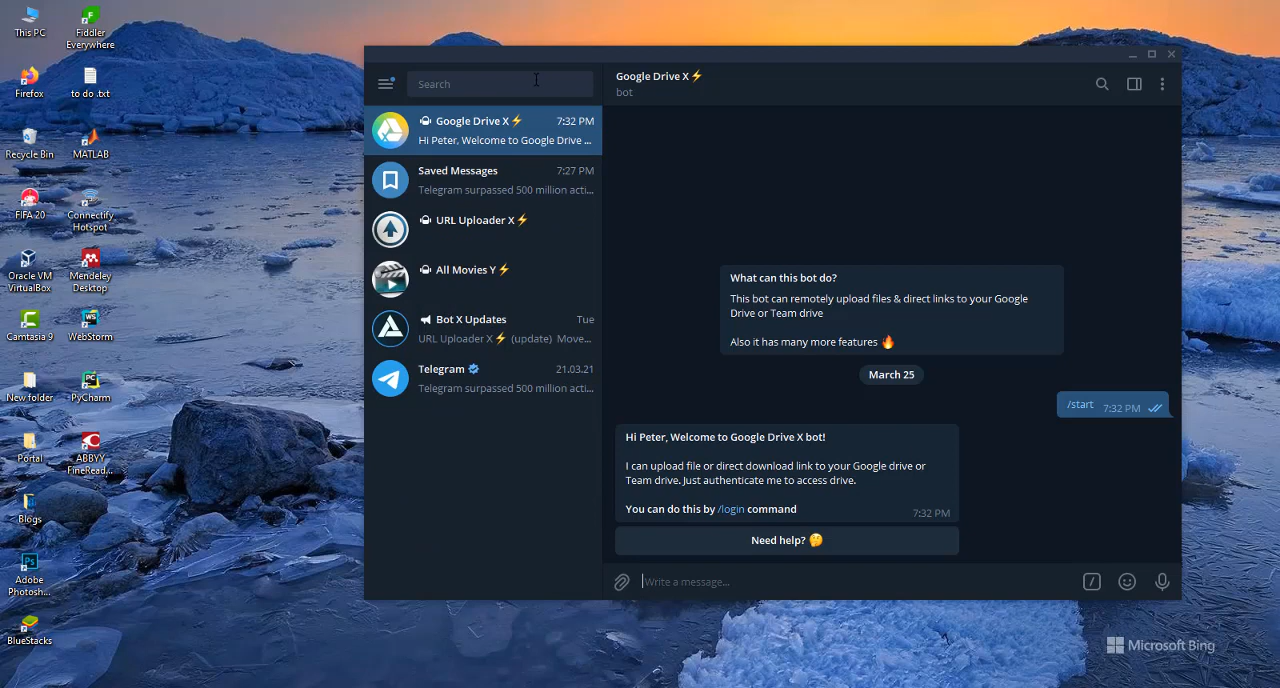 This PC
Fiddler
Everywhere
Firefox
to do .txt
Recycle Bin
MATLAB
FIFA 20
Connectify
Hotspot
Oracle VM
VirtualBox
Mendeley
Desktop
Camtasia 9
WebStorm
New folder
PyCharm
Portal
ABBYY
FineRead...
Blogs
Adobe
Photosh...
BlueStacks
Search
Google Drive X⚡ 7:32 PM
Hi Peter, Welcome to Google Drive ...
Saved Messages 7:27 PM
Telegram surpassed 500 million acti...
URL Uploader X⚡
All Movies Y⚡
Bot X Updates Tue
URL Uploader X⚡ (update) Move...
Telegram 21.03.21
Telegram surpassed 500 million acti...
Google Drive X⚡
bot
What can this bot do?
This bot can remotely upload files & direct links to your Google
Drive or Team drive
Also it has many more features 🔥
March 25
/start 7:32 PM
Hi Peter, Welcome to Google Drive X bot!
I can upload file or direct download link to your Google drive or
Team drive. Just authenticate me to access drive.
You can do this by /login command 7:32 PM
Need help? 🤔
Write a message...
Microsoft Bing